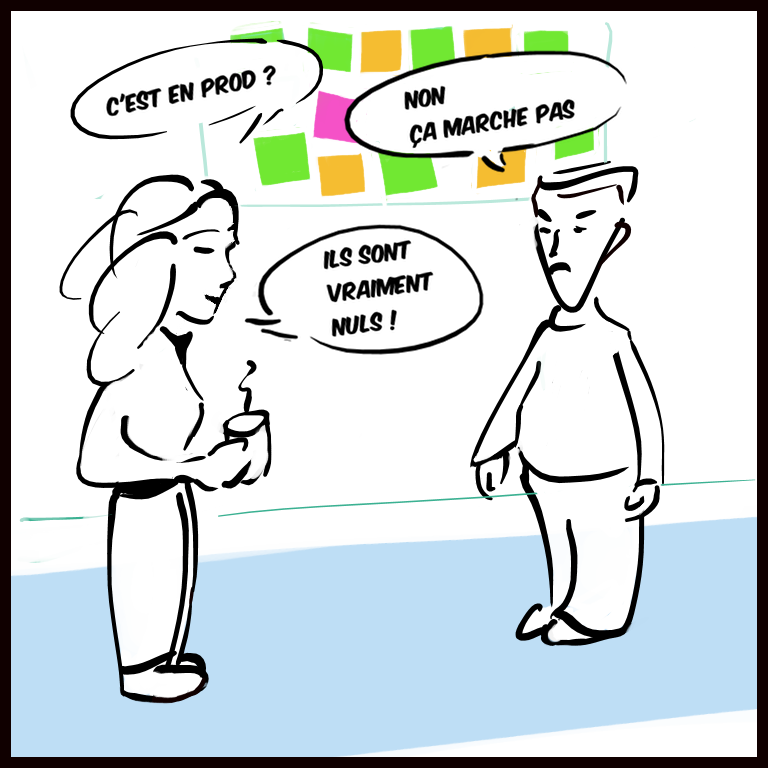 C'EST EN PROD ?
NON
ÇA MARCHE PAS
ILS SONT
VRAIMENT
NULS !